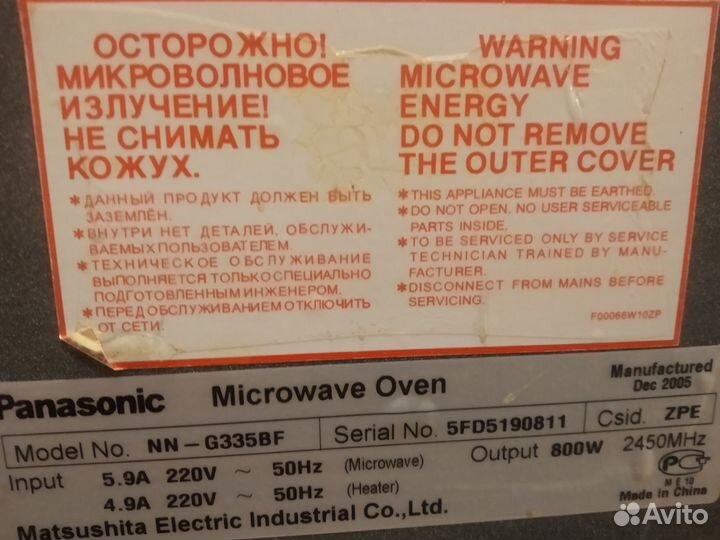 ОСТОРОЖНО!
МИКРОВОЛНОВОЕ
ИЗЛУЧЕНИЕ!
НЕ СНИМАТЬ
КОЖУХ.
*ДАННЫЙ ПРОДУКТ ДОЛЖЕН БЫТЬ
ЗАЗЕМЛЁН.
*ВНУТРИ НЕТ ДЕТАЛЕЙ, ОБСЛУЖИ-
ВАЕМЫХ ПОЛЬЗОВАТЕЛЕМ.
*ТЕХНИЧЕСКОЕ ОБСЛУЖИВАНИЕ
ВЫПОЛНЯЕТСЯ ТОЛЬКО СПЕЦИАЛЬНО
ПОДГОТОВЛЕННЫМ ИНЖЕНЕРОМ.
*ПЕРЕД ОБСЛУЖИВАНИЕМ ОТКЛЮЧИТЬ
ОТ СЕТИ.
WARNING
MICROWAVE
ENERGY
DO NOT REMOVE
THE OUTER COVER
*THIS APPLIANCE MUST BE EARTHED.
*DO NOT OPEN. NO USER SERVICEABLE
PARTS INSIDE.
*TO BE SERVICED ONLY BY SERVICE
TECHNICIAN TRAINED BY MANU-
FACTURER.
*DISCONNECT FROM MAINS BEFORE
SERVICING.
F00066W10ZP
Panasonic Microwave Oven
Manufactured
Dec 2005
Model No. NN-G335BF Serial No. 5FD5190811 Csid. ZPE
Input 5.9A 220V ~ 50Hz (Microwave) Output 800W 2450MHz
4.9A 220V ~ 50Hz (Heater)
ME10
Made in China
Matsushita Electric Industrial Co.,Ltd.
Avito